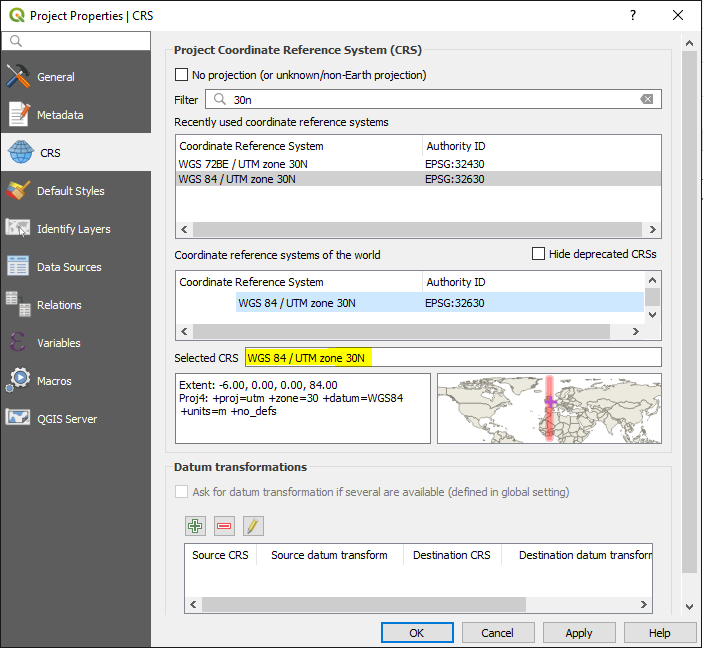 Project Properties | CRS
General
Metadata
CRS
Default Styles
Identify Layers
Data Sources
Relations
Variables
Macros
QGIS Server
Project Coordinate Reference System (CRS)
No projection (or unknown/non-Earth projection)
Filter 30n
Recently used coordinate reference systems
Coordinate Reference System Authority ID
WGS 72BE / UTM zone 30N EPSG:32430
WGS 84 / UTM zone 30N EPSG:32630
Coordinate reference systems of the world Hide deprecated CRSs
Coordinate Reference System Authority ID
WGS 84 / UTM zone 30N EPSG:32630
Selected CRS WGS 84 / UTM zone 30N
Extent: -6.00, 0.00, 0.00, 84.00
Proj4: +proj=utm +zone=30 +datum=WGS84
+units=m +no_defs
Datum transformations
Ask for datum transformation if several are available (defined in global setting)
Source CRS Source datum transform Destination CRS Destination datum transforr
OK Cancel Apply Help